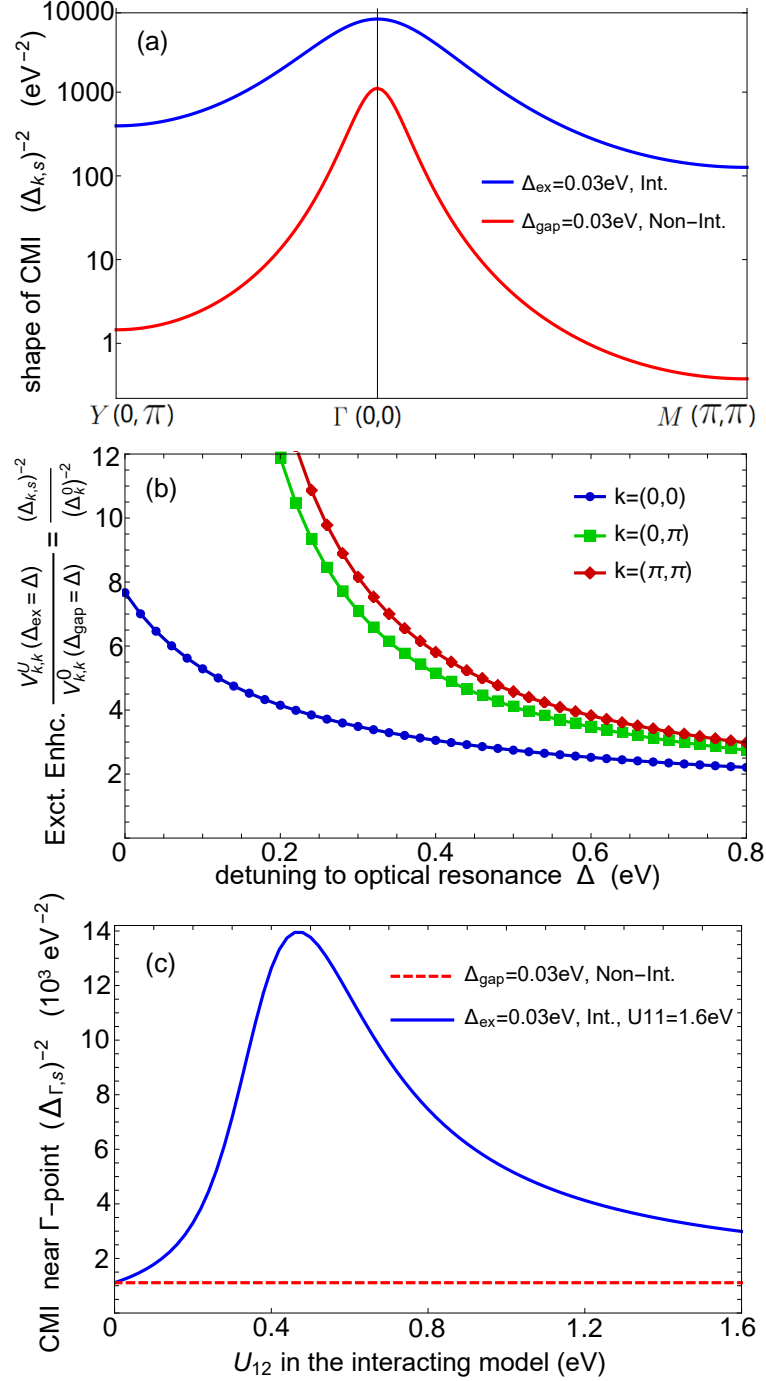 (a)
shape of CMI (Δk,s)−2 (eV−2)
10000
1000
100
10
1
Δex=0.03eV, Int.
Δgap=0.03eV, Non−Int.
Y (0,π)
Γ (0,0)
M (π,π)
(b)
Exct. Enhc. VUk,k(Δex = Δ) / V0k,k(Δgap = Δ) = (Δk,s)−2 / (Δ0k)−2
12
10
8
6
4
2
k=(0,0)
k=(0,π)
k=(π,π)
0 0.2 0.4 0.6 0.8
detuning to optical resonance Δ (eV)
(c)
CMI near Γ−point (ΔΓ,s)−2 (10³ eV−2)
14
12
10
8
6
4
2
Δgap=0.03eV, Non−Int.
Δex=0.03eV, Int., U11=1.6eV
0 0.4 0.8 1.2 1.6
U12 in the interacting model (eV)